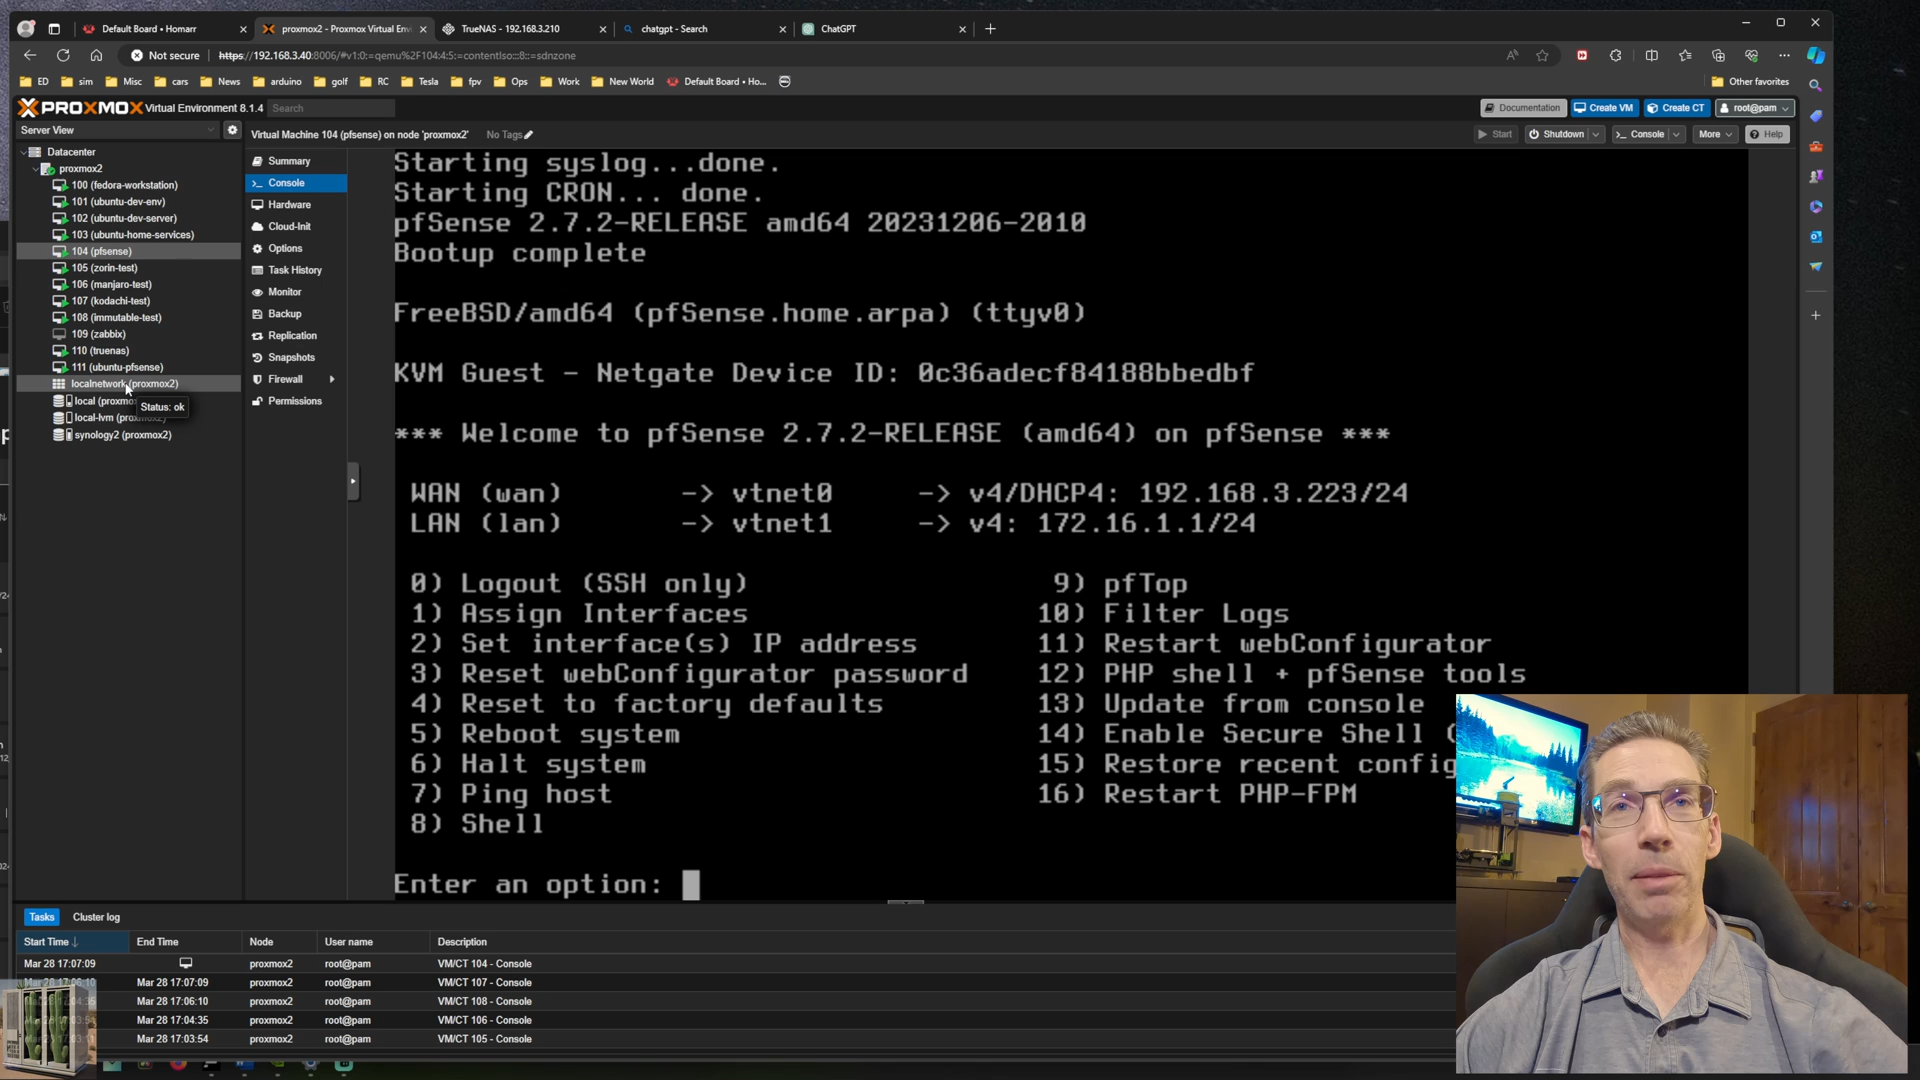 Default Board • Homarr
proxmox2 - Proxmox Virtual Envi
TrueNAS - 192.168.3.210
chatgpt - Search
ChatGPT
Not secure
https://192.168.3.40:8006/#v1:0:=qemu%2F104:4:5:=contentIso:::8::=sdnzone
ED
sim
Misc
cars
News
arduino
golf
RC
Tesla
fpv
Ops
Work
New World
Default Board • Ho...
Other favorites
PROXMOX Virtual Environment 8.1.4
Search
Documentation
Create VM
Create CT
root@pam
Server View
Virtual Machine 104 (pfsense) on node 'proxmox2'
No Tags
Start
Shutdown
Console
More
Help
Datacenter
proxmox2
100 (fedora-workstation)
101 (ubuntu-dev-env)
102 (ubuntu-dev-server)
103 (ubuntu-home-services)
104 (pfsense)
105 (zorin-test)
106 (manjaro-test)
107 (kodachi-test)
108 (immutable-test)
109 (zabbix)
110 (truenas)
111 (ubuntu-pfsense)
localnetwork (proxmox2)
local (proxmo
Status: ok
local-lvm (proxmox2)
synology2 (proxmox2)
Summary
Console
Hardware
Cloud-Init
Options
Task History
Monitor
Backup
Replication
Snapshots
Firewall
Permissions
Starting syslog...done.
Starting CRON... done.
pfSense 2.7.2-RELEASE amd64 20231206-2010
Bootup complete
FreeBSD/amd64 (pfSense.home.arpa) (ttyv0)
KVM Guest - Netgate Device ID: 0c36adecf84188bbedbf
*** Welcome to pfSense 2.7.2-RELEASE (amd64) on pfSense ***
WAN (wan) -> vtnet0 -> v4/DHCP4: 192.168.3.223/24
LAN (lan) -> vtnet1 -> v4: 172.16.1.1/24
0) Logout (SSH only) 9) pfTop
1) Assign Interfaces 10) Filter Logs
2) Set interface(s) IP address 11) Restart webConfigurator
3) Reset webConfigurator password 12) PHP shell + pfSense tools
4) Reset to factory defaults 13) Update from console
5) Reboot system 14) Enable Secure Shell (
6) Halt system 15) Restore recent config
7) Ping host 16) Restart PHP-FPM
8) Shell
Enter an option:
Tasks
Cluster log
Start Time End Time Node User name Description
Mar 28 17:07:09 proxmox2 root@pam VM/CT 104 - Console
Mar 28 17:06:10 Mar 28 17:07:09 proxmox2 root@pam VM/CT 107 - Console
Mar 28 17:06:10 proxmox2 root@pam VM/CT 108 - Console
Mar 28 17:04:35 proxmox2 root@pam VM/CT 106 - Console
Mar 28 17:03:54 proxmox2 root@pam VM/CT 105 - Console